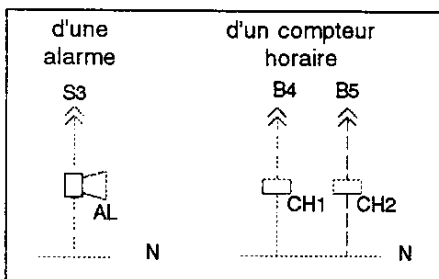 d'une
alarme
d'un compteur
horaire
S3
B4 B5
AL
CH1 CH2
N
N